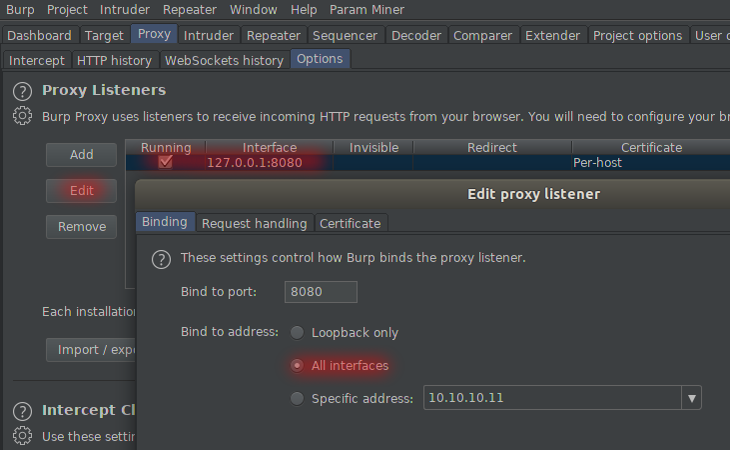 Burp Project Intruder Repeater Window Help Param Miner
Dashboard Target Proxy Intruder Repeater Sequencer Decoder Comparer Extender Project options User
Intercept HTTP history WebSockets history Options
? Proxy Listeners
Burp Proxy uses listeners to receive incoming HTTP requests from your browser. You will need to configure your
Add Running Interface Invisible Redirect Certificate
127.0.0.1:8080 Per-host
Edit
Edit proxy listener
Remove Binding Request handling Certificate
? These settings control how Burp binds the proxy listener.
Bind to port: 8080
Each
Bind to address: Loopback only
Import /
All interfaces
Specific address: 10.10.10.11
? Intercept
Use these